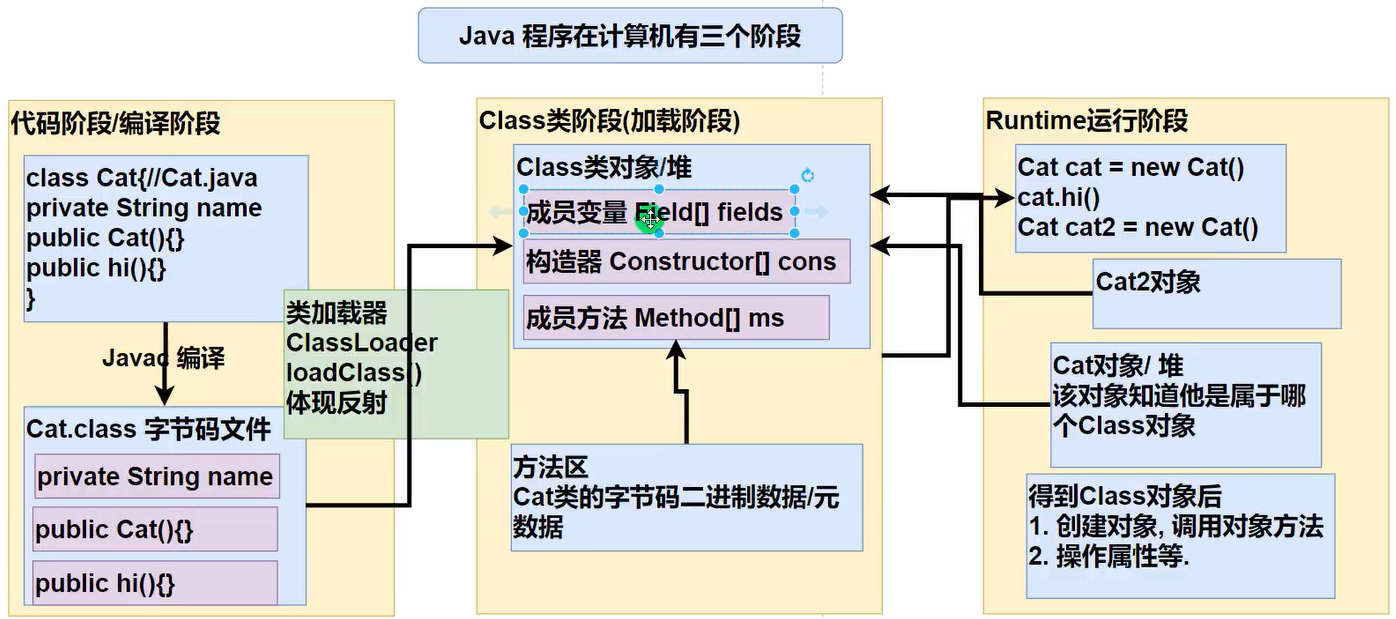 Java 程序在计算机有三个阶段
代码阶段/编译阶段
class Cat{//Cat.java
private String name
public Cat(){}
public hi(){}
}
Javac 编译
Cat.class 字节码文件
private String name
public Cat(){}
public hi(){}
类加载器
ClassLoader
loadClass()
体现反射
Class类阶段(加载阶段)
Class类对象/堆
成员变量 Field[] fields
构造器 Constructor[] cons
成员方法 Method[] ms
方法区
Cat类的字节码二进制数据/元
数据
Runtime运行阶段
Cat cat = new Cat()
cat.hi()
Cat cat2 = new Cat()
Cat2对象
Cat对象/ 堆
该对象知道他是属于哪
个Class对象
得到Class对象后
1. 创建对象, 调用对象方法
2. 操作属性等.